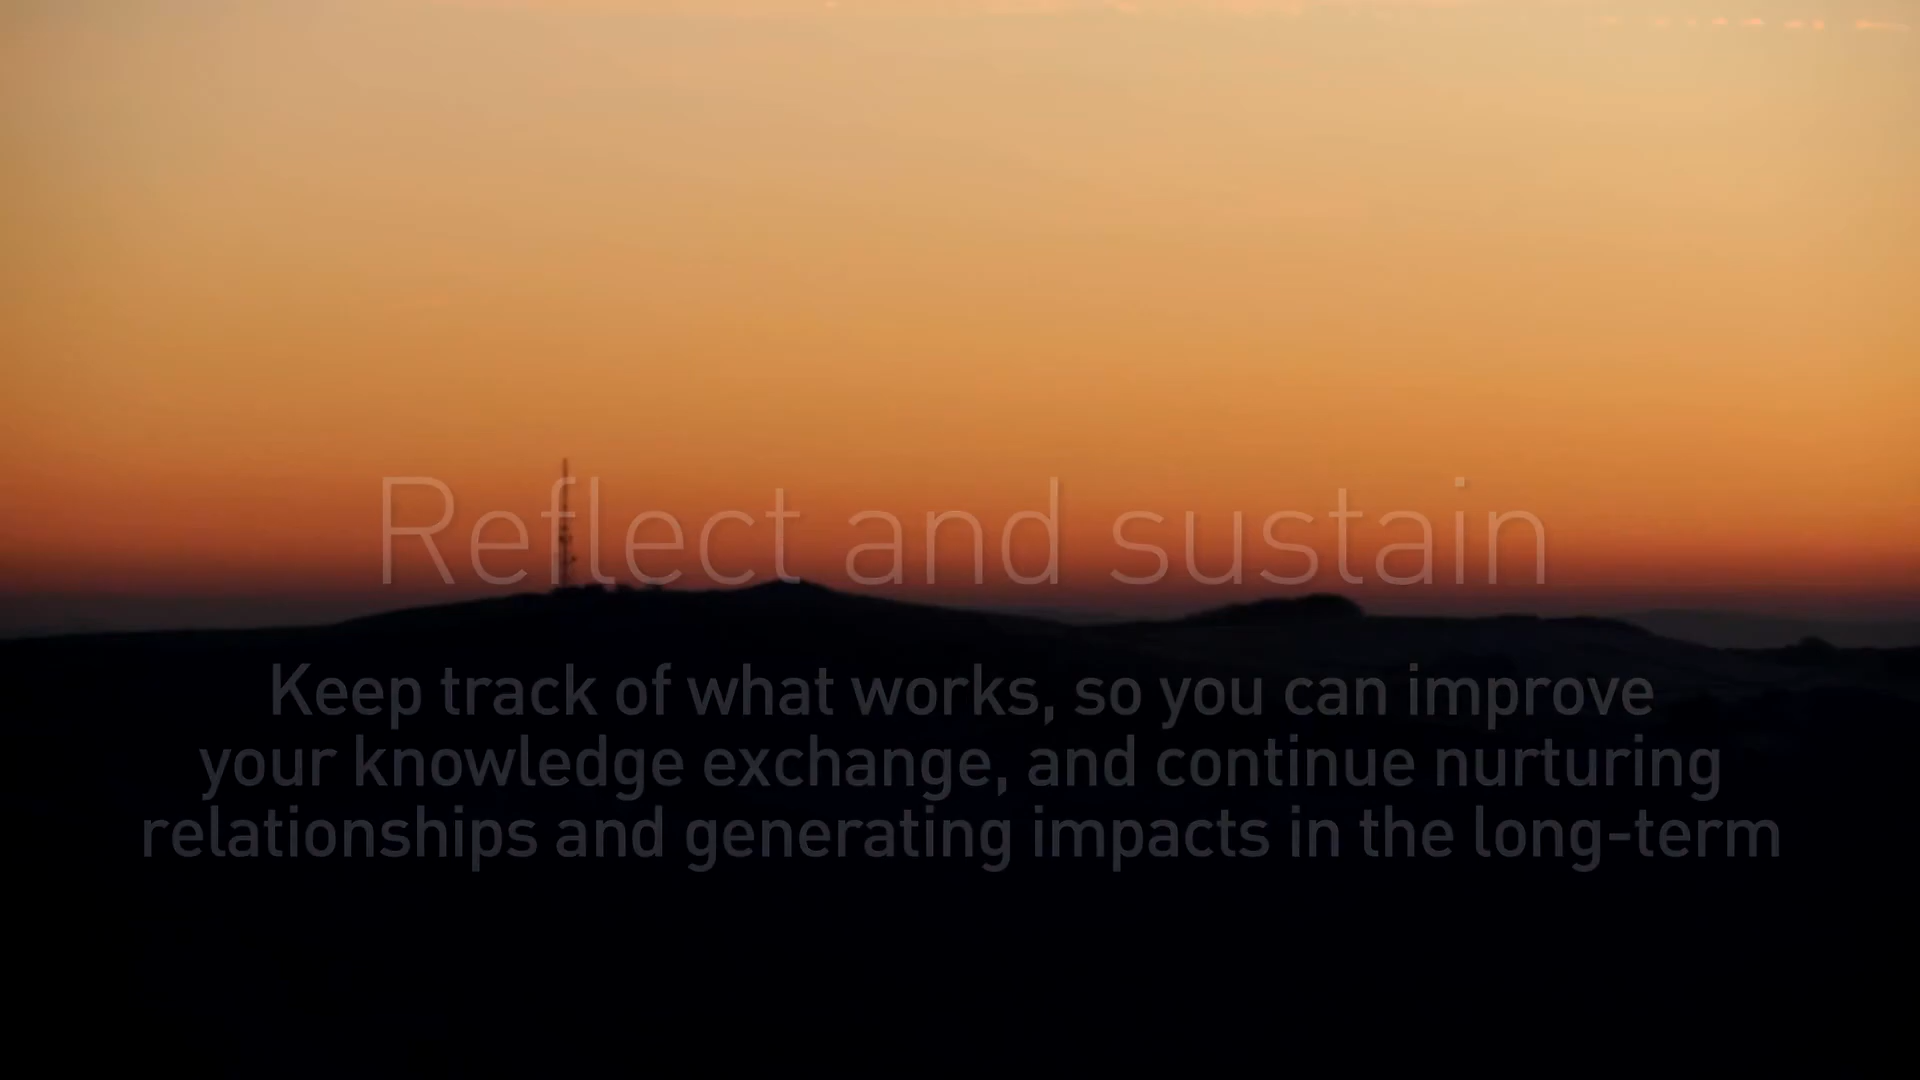 Reflect and sustain
Keep track of what works, so you can improve
your knowledge exchange, and continue nurturing
relationships and generating impacts in the long-term